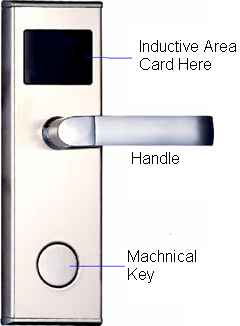 Inductive Area
Card Here
Handle
Machnical
Key